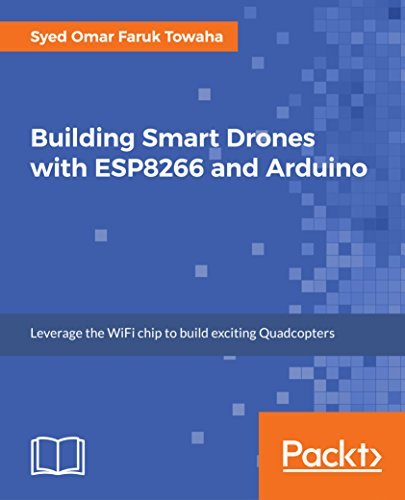 Syed Omar Faruk Towaha
Building Smart Drones
with ESP8266 and Arduino
Leverage the WiFi chip to build exciting Quadcopters
Packt>